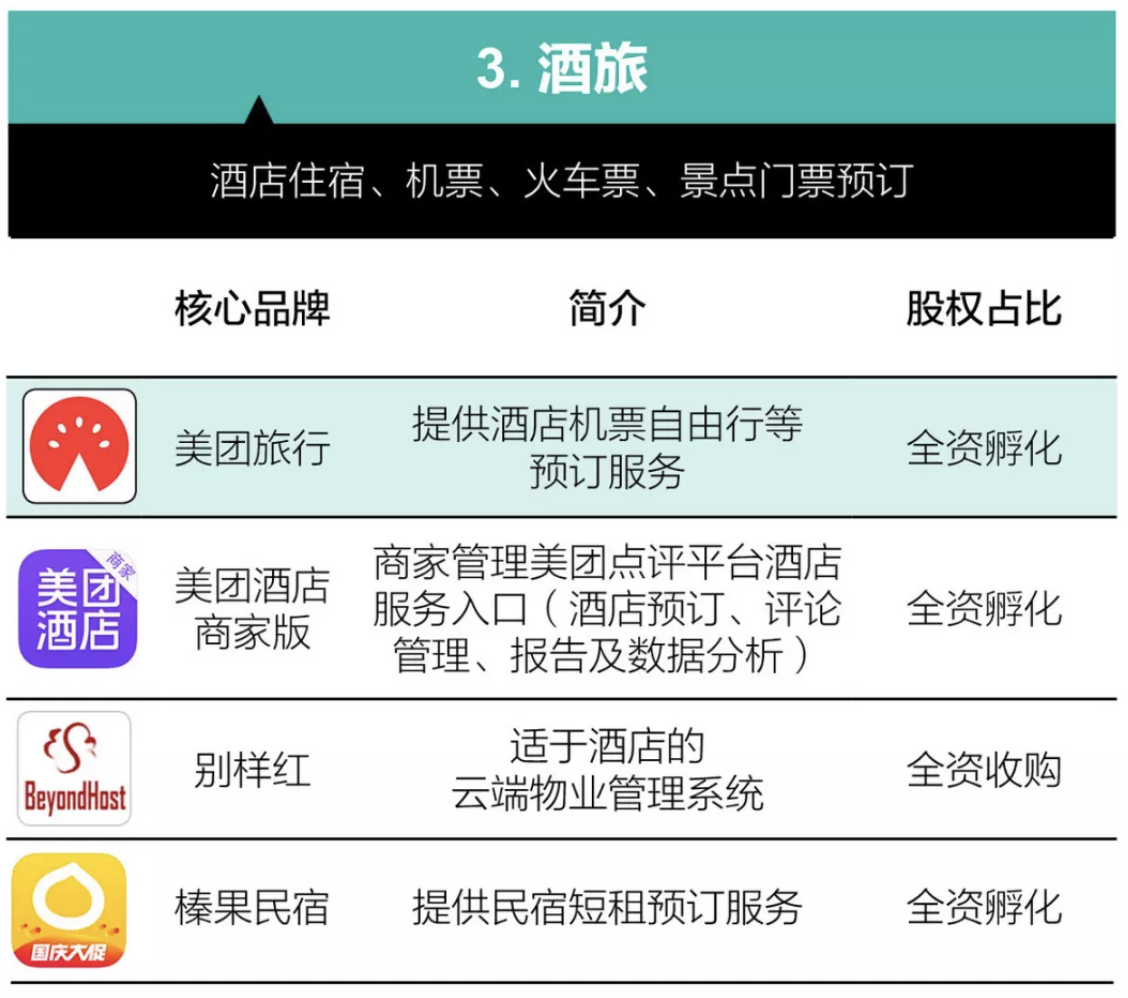 3. 酒旅
酒店住宿、机票、火车票、景点门票预订
核心品牌 简介 股权占比
美团旅行
提供酒店机票自由行等
预订服务
全资孵化
商家
美团
酒店
美团酒店
商家版
商家管理美团点评平台酒店
服务入口（酒店预订、评论
管理、报告及数据分析）
全资孵化
BeyondHost
别样红
适于酒店的
云端物业管理系统
全资收购
国庆大促
榛果民宿
提供民宿短租预订服务
全资孵化